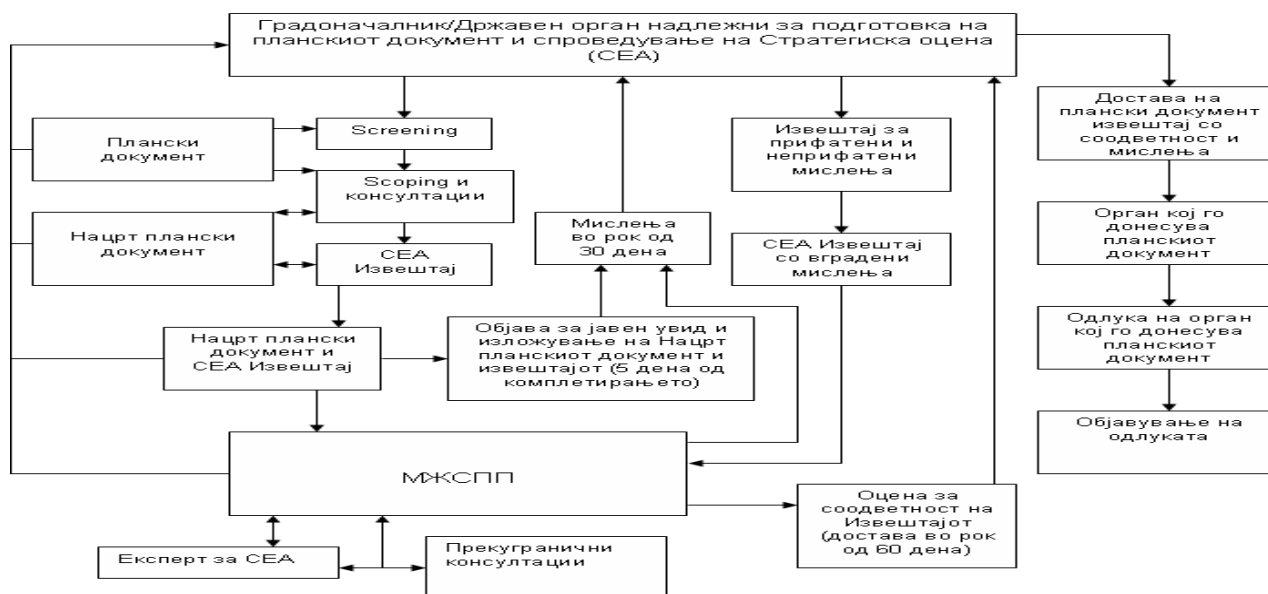 Градоначалник/Државен орган надлежни за подготовка на
планскиот документ и спроведување на Стратегиска оцена
(СЕА)
Плански
документ
Screening
Scoping и
консултации
Нацрт плански
документ
СЕА
Извештај
Нацрт плански
документ и
СЕА Извештај
Објава за јавен увид и
изложување на Нацрт
планскиот документ и
извештајот (5 дена од
комплетирањето)
Мислења
во рок од
30 дена
Извештај за
прифатени и
неприфатени
мислења
СЕА Извештај
со вградени
мислења
МЖСПП
Експерт за СЕА
Прекугранични
консултации
Оцена за
соодветност на
Извештајот
(достава во рок
од 60 дена)
Достава на
плански документ
извештај со
соодветност и
мислења
Орган кој го
донесува
планскиот
документ
Одлука на орган
кој го донесува
планскиот
документ
Објавување на
одлуката